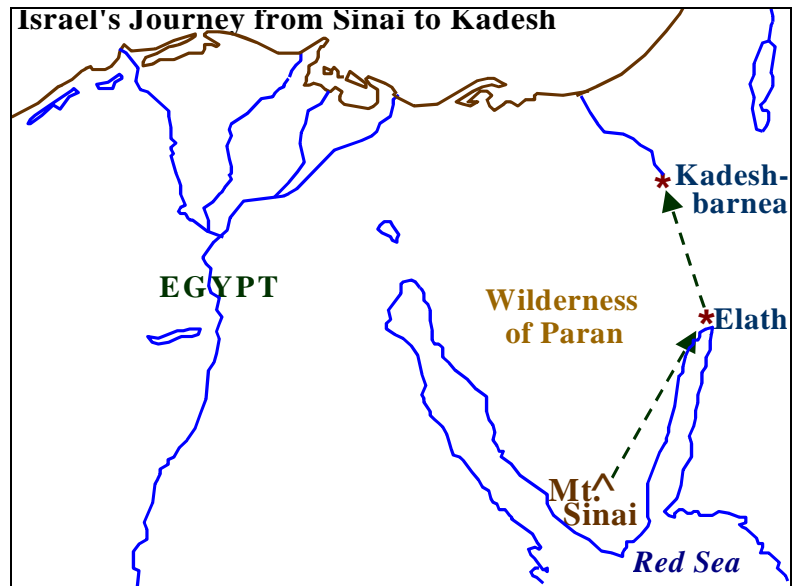 Israel's Journey from Sinai to Kadesh
Kadesh-
barnea
EGYPT
Wilderness
of Paran
Elath
Mt.
Sinai
Red Sea